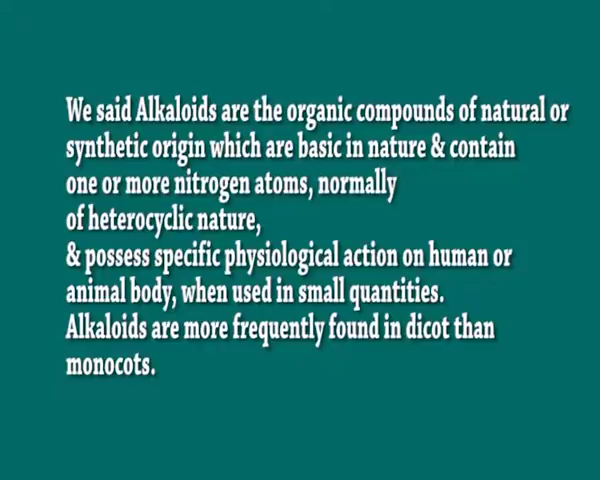 We said Alkaloids are the organic compounds of natural or
synthetic origin which are basic in nature & contain
one or more nitrogen atoms, normally
of heterocyclic nature,
& possess specific physiological action on human or
animal body, when used in small quantities.
Alkaloids are more frequently found in dicot than
monocots.